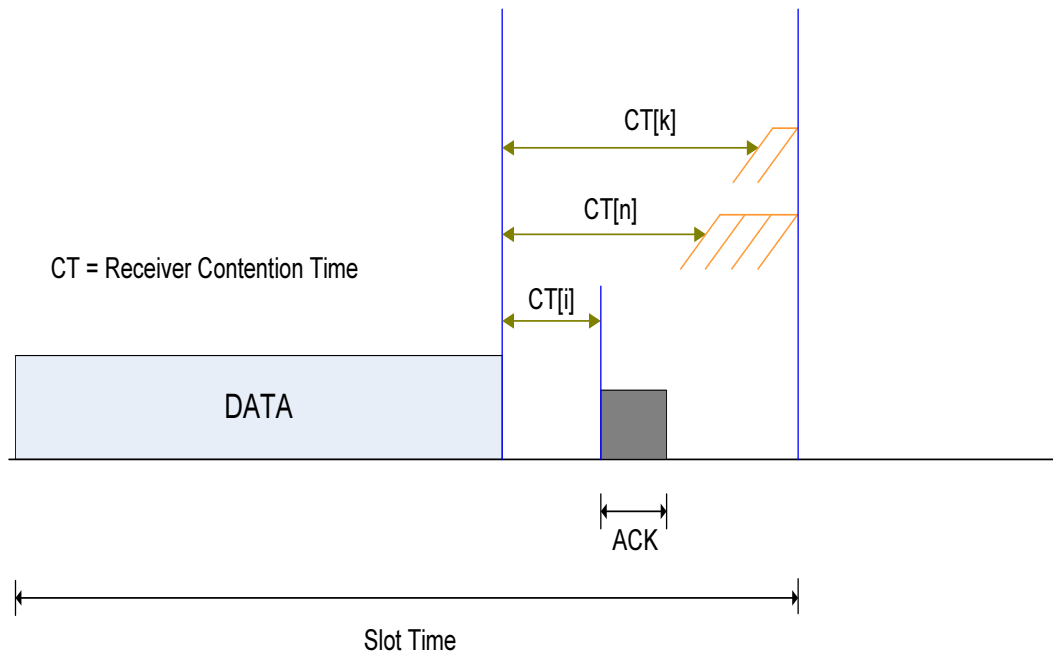 CT[k]
CT[n]
CT = Receiver Contention Time
CT[i]
DATA
ACK
Slot Time